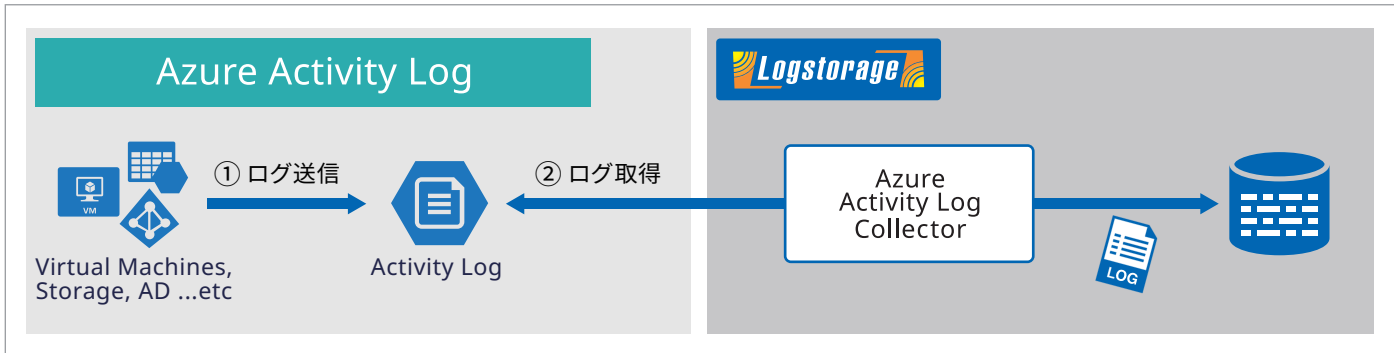 Azure Activity Log
Logstorage
① ログ送信
② ログ取得
VM
Virtual Machines,
Storage, AD ...etc
Activity Log
Azure
Activity Log
Collector
LOG